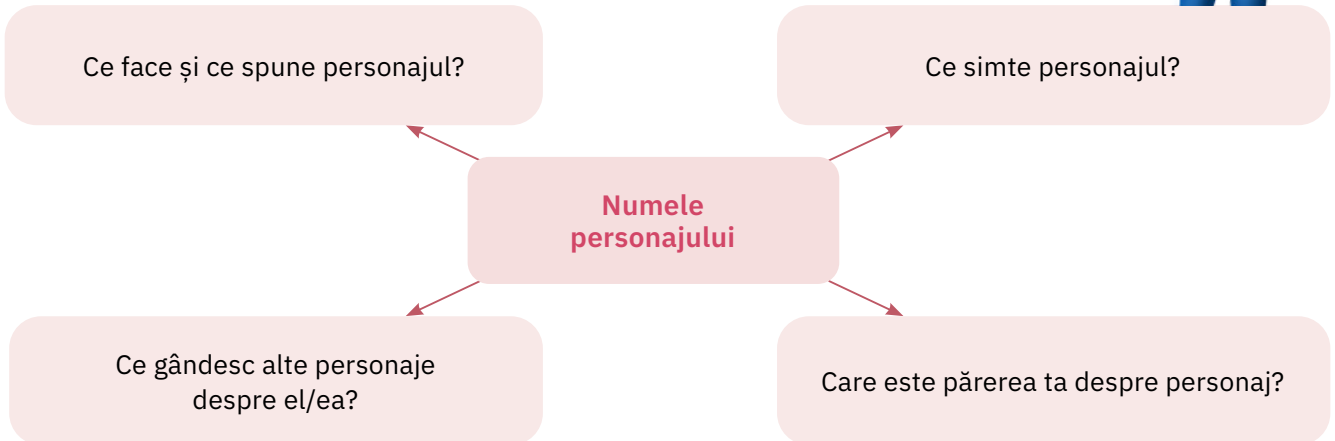 Ce face și ce spune personajul?
Ce simte personajul?
Numele
personajului
Ce gândesc alte personaje
despre el/ea?
Care este părerea ta despre personaj?